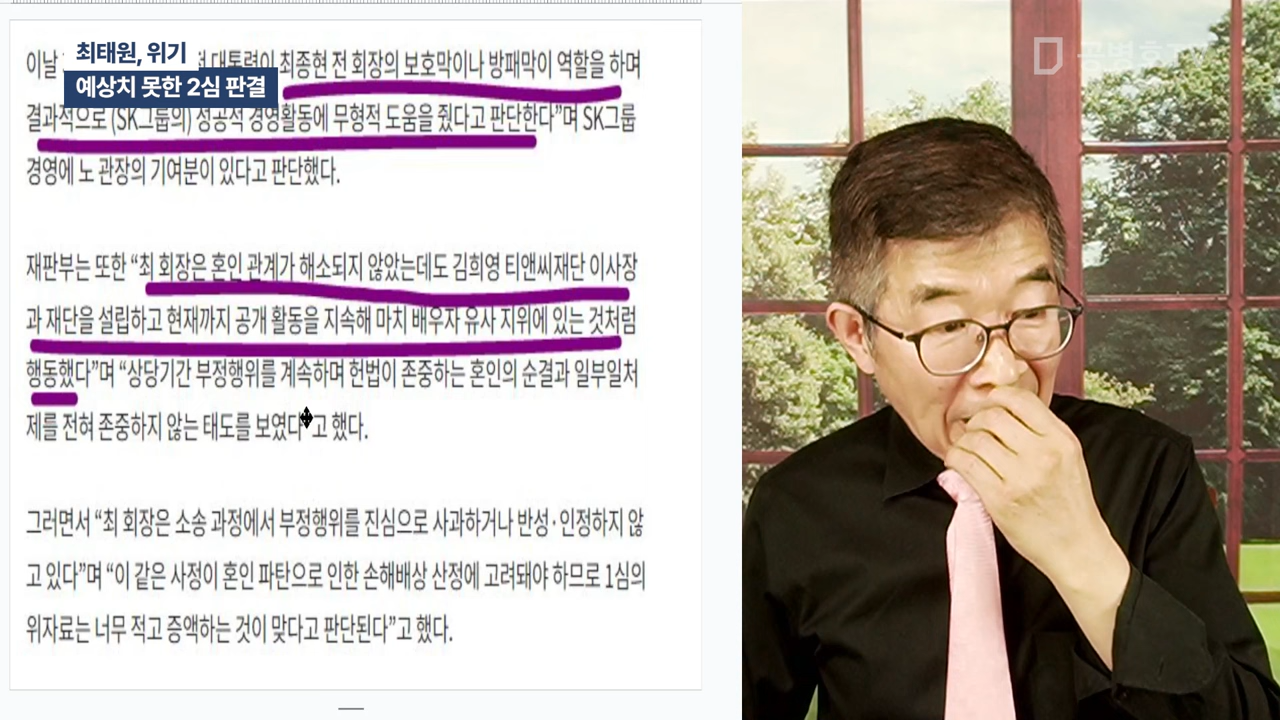 최태원, 위기
예상치 못한 2심 판결
이날 대통령이 최종현 전 회장의 보호막이나 방패막이 역할을 하며
결과적으로 (SK그룹의) 성공적 경영활동에 무형적 도움을 줬다고 판단한다”며 SK그룹
경영에 노 관장의 기여분이 있다고 판단했다.
재판부는 또한 “최 회장은 혼인 관계가 해소되지 않았는데도 김희영 티앤씨재단 이사장
과 재단을 설립하고 현재까지 공개 활동을 지속해 마치 배우자 유사 지위에 있는 것처럼
행동했다”며 “상당기간 부정행위를 계속하며 헌법이 존중하는 혼인의 순결과 일부일처
제를 전혀 존중하지 않는 태도를 보였다”고 했다.
그러면서 “최 회장은 소송 과정에서 부정행위를 진심으로 사과하거나 반성·인정하지 않
고 있다”며 “이 같은 사정이 혼인 파탄으로 인한 손해배상 산정에 고려돼야 하므로 1심의
위자료는 너무 적고 증액하는 것이 맞다고 판단된다”고 했다.
공병호TV